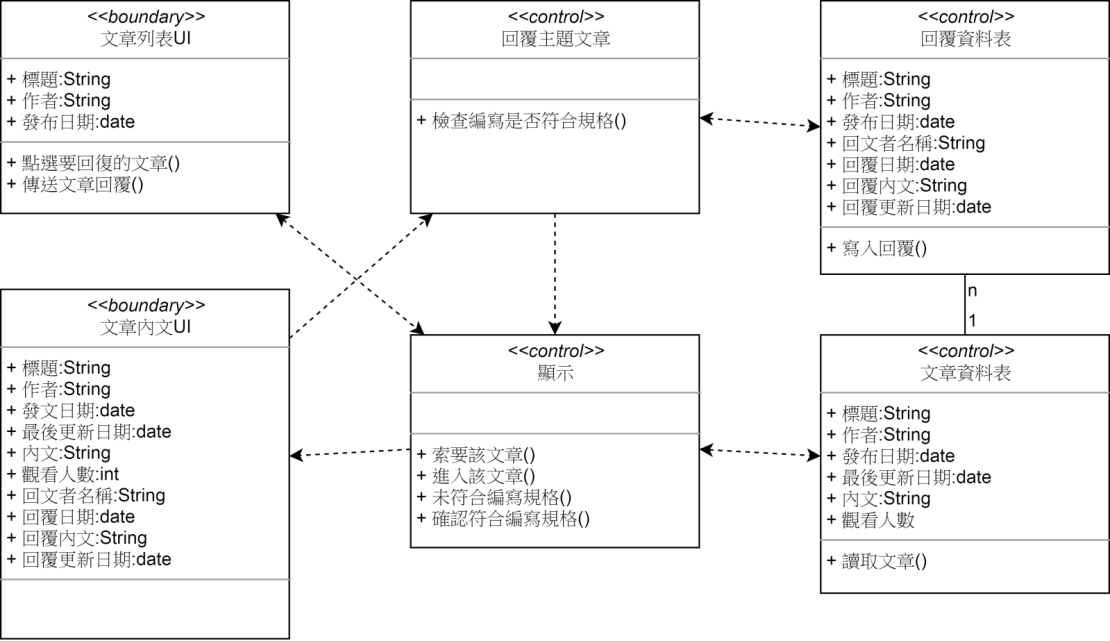 <<boundary>>
文章列表UI
+ 標題:String
+ 作者:String
+ 發布日期:date
+ 點選要回復的文章()
+ 傳送文章回覆()
<<control>>
回覆主題文章
+ 檢查編寫是否符合規格()
<<control>>
回覆資料表
+ 標題:String
+ 作者:String
+ 發布日期:date
+ 回文者名稱:String
+ 回覆日期:date
+ 回覆內文:String
+ 回覆更新日期:date
+ 寫入回覆()
n
1
<<boundary>>
文章內文UI
+ 標題:String
+ 作者:String
+ 發文日期:date
+ 最後更新日期:date
+ 內文:String
+ 觀看人數:int
+ 回文者名稱:String
+ 回覆日期:date
+ 回覆內文:String
+ 回覆更新日期:date
<<control>>
顯示
+ 索要該文章()
+ 進入該文章()
+ 未符合編寫規格()
+ 確認符合編寫規格()
<<control>>
文章資料表
+ 標題:String
+ 作者:String
+ 發布日期:date
+ 最後更新日期:date
+ 內文:String
+ 觀看人數
+ 讀取文章()